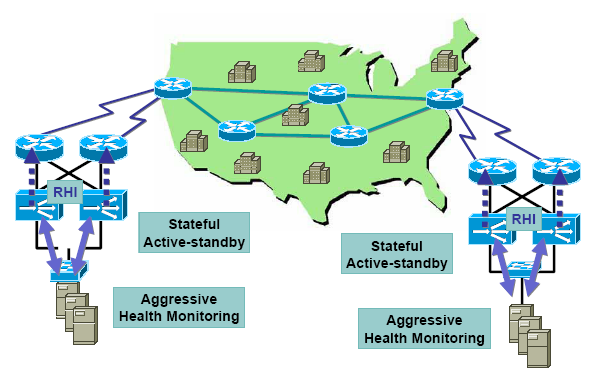 RHI
Stateful
Active-standby
Aggressive
Health Monitoring
RHI
Stateful
Active-standby
Aggressive
Health Monitoring